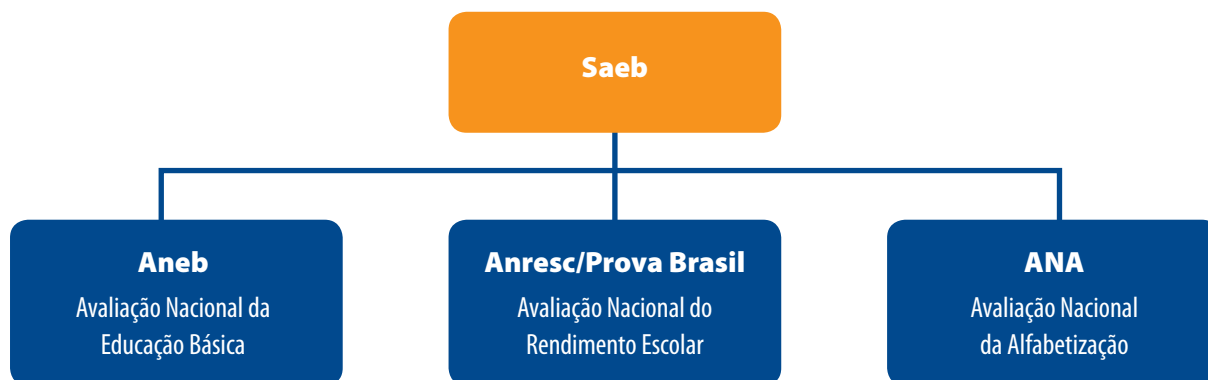 Saeb
Aneb
Avaliação Nacional da
Educação Básica
Anresc/Prova Brasil
Avaliação Nacional do
Rendimento Escolar
ANA
Avaliação Nacional
da Alfabetização